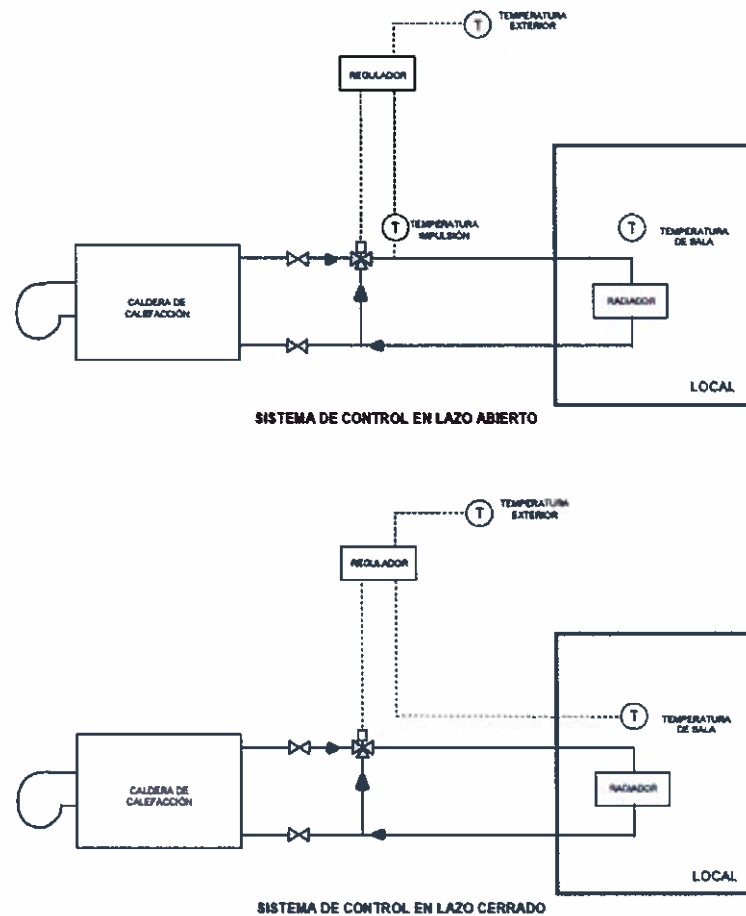 TEMPERATURA
EXTERIOR
T
REGULADOR
T
TEMPERATURA
IMPULSIÓN
T
TEMPERATURA
DE SALA
CALDERA DE
CALEFACCIÓN
RADIADOR
LOCAL
SISTEMA DE CONTROL EN LAZO ABIERTO
TEMPERATURA
EXTERIOR
T
REGULADOR
T
TEMPERATURA
DE SALA
CALDERA DE
CALEFACCIÓN
RADIADOR
LOCAL
SISTEMA DE CONTROL EN LAZO CERRADO